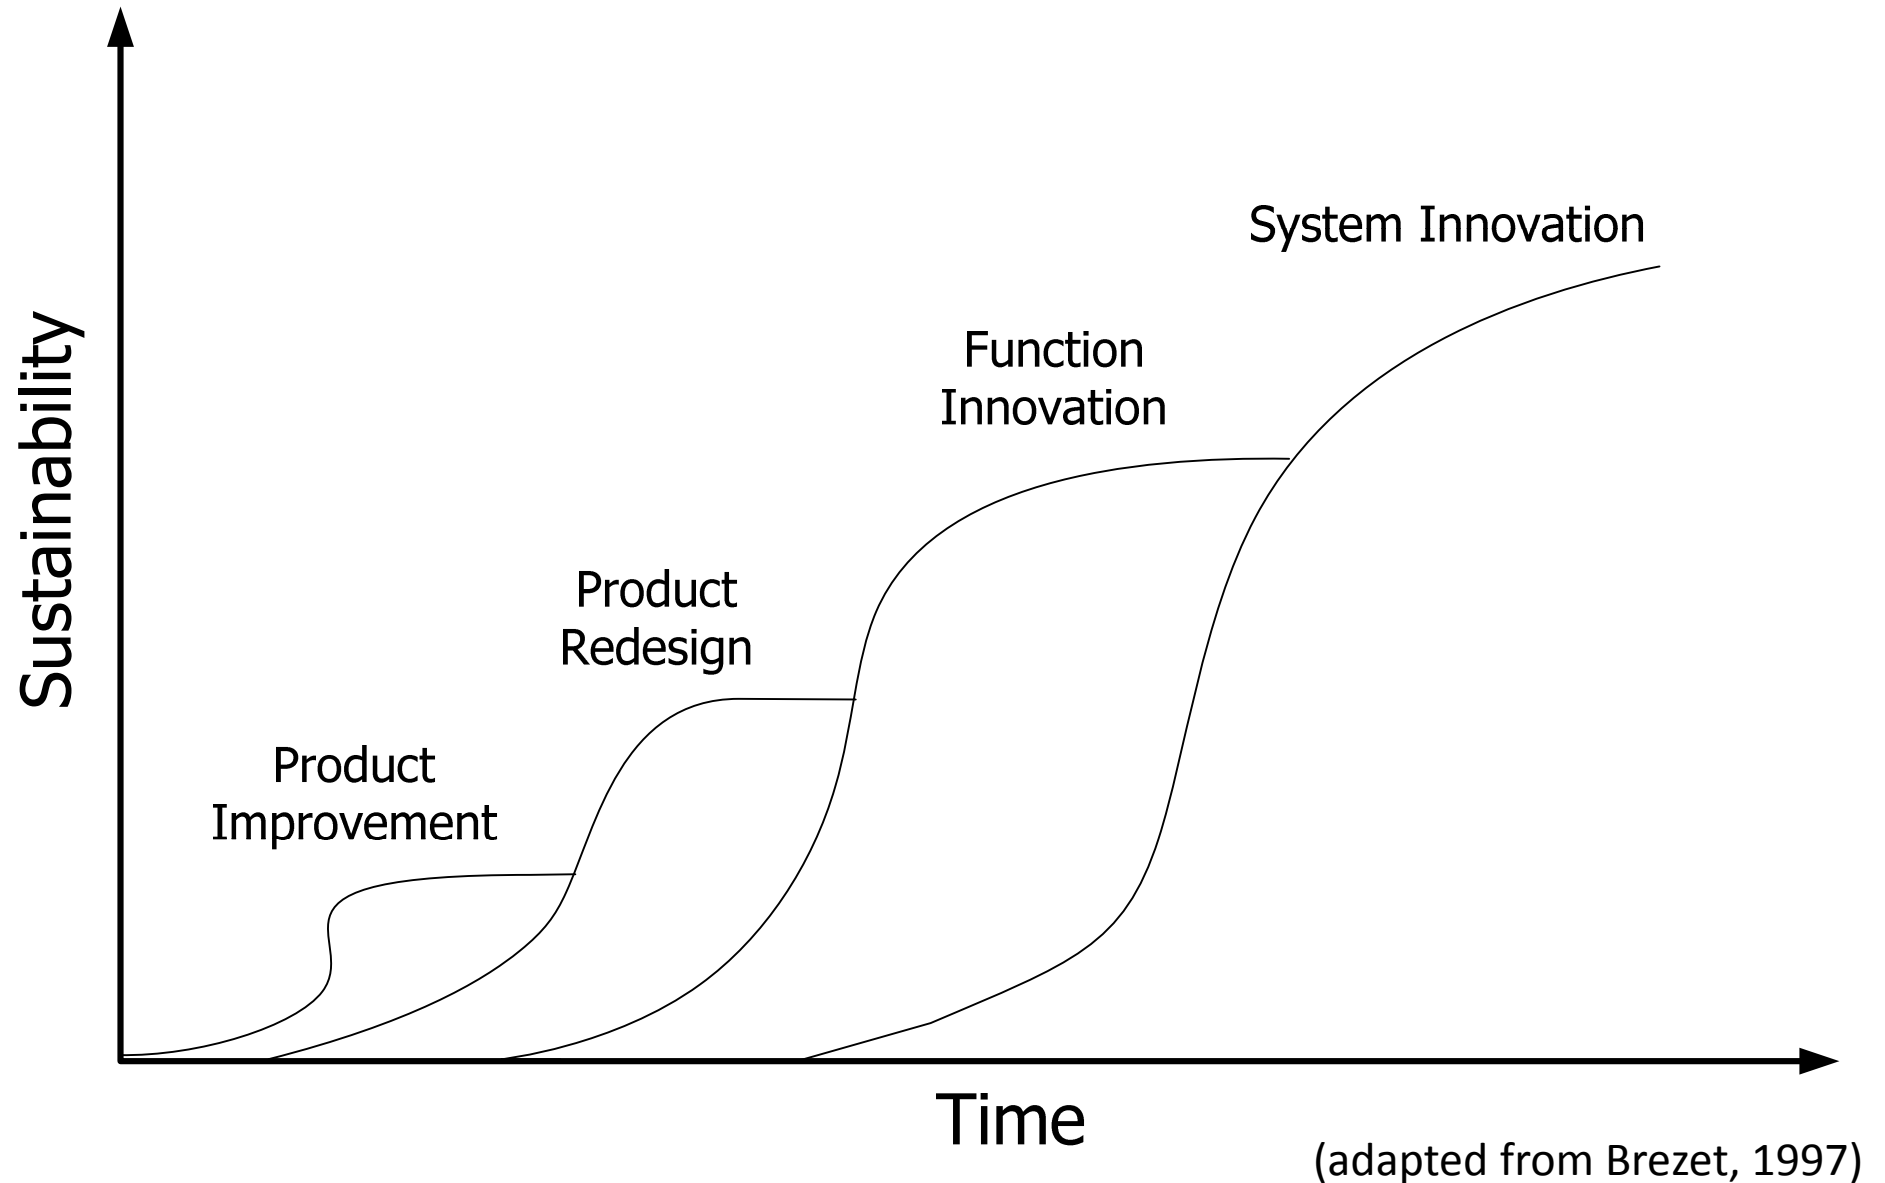 System Innovation
Function
Innovation
Product
Redesign
Product
Improvement
Sustainability
Time
(adapted from Brezet, 1997)